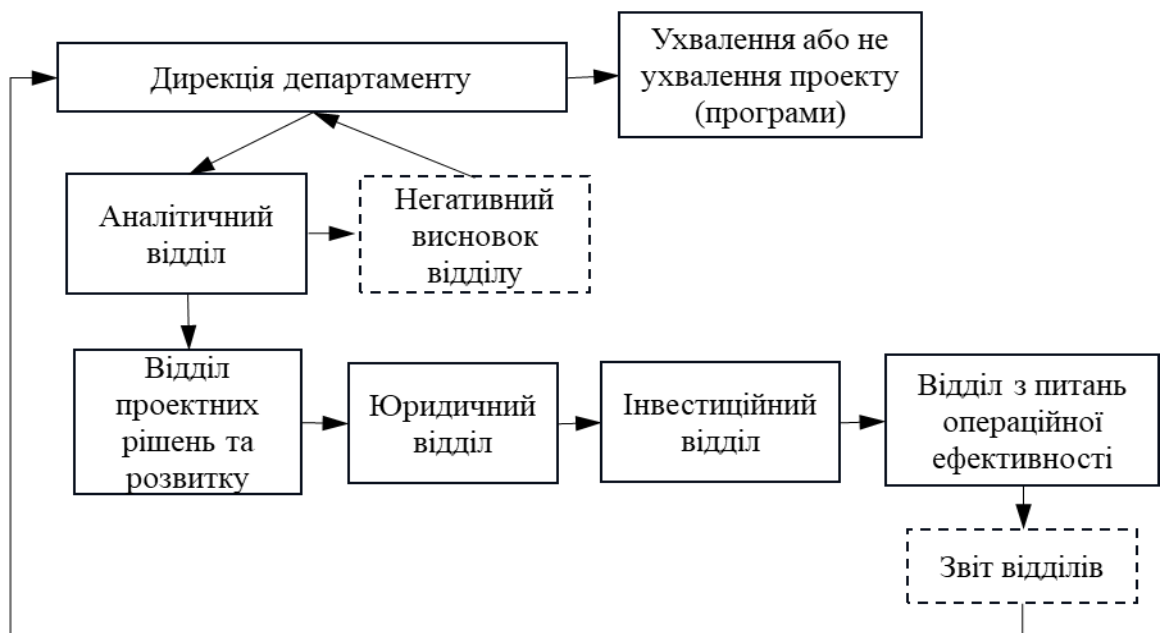 Дирекція департаменту
Ухвалення або не
ухвалення проекту
(програми)
Аналітичний
відділ
Негативний
висновок
відділу
Відділ
проектних
рішень та
розвитку
Юридичний
відділ
Інвестиційний
відділ
Відділ з питань
операційної
ефективності
Звіт відділів